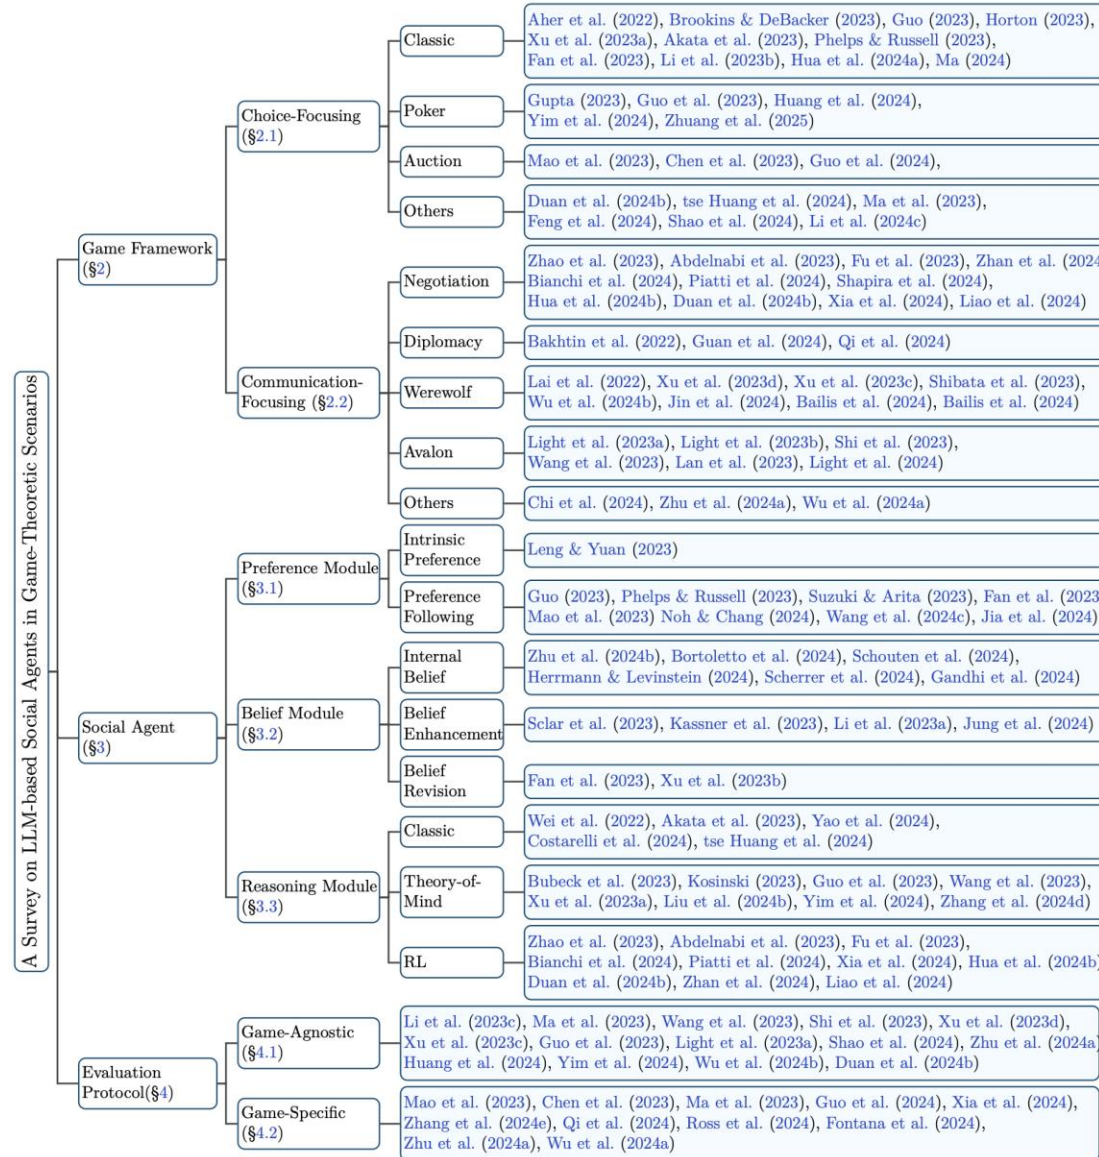 A Survey on LLM-based Social Agents in Game-Theoretic Scenarios
Game Framework
(§2)
Choice-Focusing
(§2.1)
Classic
Aher et al. (2022), Brookins & DeBacker (2023), Guo (2023), Horton (2023),
Xu et al. (2023a), Akata et al. (2023), Phelps & Russell (2023),
Fan et al. (2023), Li et al. (2023b), Hua et al. (2024a), Ma (2024)
Poker
Gupta (2023), Guo et al. (2023), Huang et al. (2024),
Yim et al. (2024), Zhuang et al. (2025)
Auction
Mao et al. (2023), Chen et al. (2023), Guo et al. (2024),
Others
Duan et al. (2024b), tse Huang et al. (2024), Ma et al. (2023),
Feng et al. (2024), Shao et al. (2024), Li et al. (2024c)
Communication-
Focusing (§2.2)
Negotiation
Zhao et al. (2023), Abdelnabi et al. (2023), Fu et al. (2023), Zhan et al. (2024
Bianchi et al. (2024), Piatti et al. (2024), Shapira et al. (2024),
Hua et al. (2024b), Duan et al. (2024b), Xia et al. (2024), Liao et al. (2024)
Diplomacy
Bakhtin et al. (2022), Guan et al. (2024), Qi et al. (2024)
Werewolf
Lai et al. (2022), Xu et al. (2023d), Xu et al. (2023c), Shibata et al. (2023),
Wu et al. (2024b), Jin et al. (2024), Bailis et al. (2024), Bailis et al. (2024)
Avalon
Light et al. (2023a), Light et al. (2023b), Shi et al. (2023),
Wang et al. (2023), Lan et al. (2023), Light et al. (2024)
Others
Chi et al. (2024), Zhu et al. (2024a), Wu et al. (2024a)
Social Agent
(§3)
Preference Module
(§3.1)
Intrinsic
Preference
Leng & Yuan (2023)
Preference
Following
Guo (2023), Phelps & Russell (2023), Suzuki & Arita (2023), Fan et al. (2023
Mao et al. (2023) Noh & Chang (2024), Wang et al. (2024c), Jia et al. (2024)
Belief Module
(§3.2)
Internal
Belief
Zhu et al. (2024b), Bortoletto et al. (2024), Schouten et al. (2024),
Herrmann & Levinstein (2024), Scherrer et al. (2024), Gandhi et al. (2024)
Belief
Enhancement
Sclar et al. (2023), Kassner et al. (2023), Li et al. (2023a), Jung et al. (2024)
Belief
Revision
Fan et al. (2023), Xu et al. (2023b)
Reasoning Module
(§3.3)
Classic
Wei et al. (2022), Akata et al. (2023), Yao et al. (2024),
Costarelli et al. (2024), tse Huang et al. (2024)
Theory-of-
Mind
Bubeck et al. (2023), Kosinski (2023), Guo et al. (2023), Wang et al. (2023),
Xu et al. (2023a), Liu et al. (2024b), Yim et al. (2024), Zhang et al. (2024d)
RL
Zhao et al. (2023), Abdelnabi et al. (2023), Fu et al. (2023),
Bianchi et al. (2024), Piatti et al. (2024), Xia et al. (2024), Hua et al. (2024b)
Duan et al. (2024b), Zhan et al. (2024), Liao et al. (2024)
Evaluation
Protocol(§4)
Game-Agnostic
(§4.1)
Li et al. (2023c), Ma et al. (2023), Wang et al. (2023), Shi et al. (2023), Xu et al. (2023d),
Xu et al. (2023c), Guo et al. (2023), Light et al. (2023a), Shao et al. (2024), Zhu et al. (2024a)
Huang et al. (2024), Yim et al. (2024), Wu et al. (2024b), Duan et al. (2024b)
Game-Specific
(§4.2)
Mao et al. (2023), Chen et al. (2023), Ma et al. (2023), Guo et al. (2024), Xia et al. (2024),
Zhang et al. (2024e), Qi et al. (2024), Ross et al. (2024), Fontana et al. (2024),
Zhu et al. (2024a), Wu et al. (2024a)